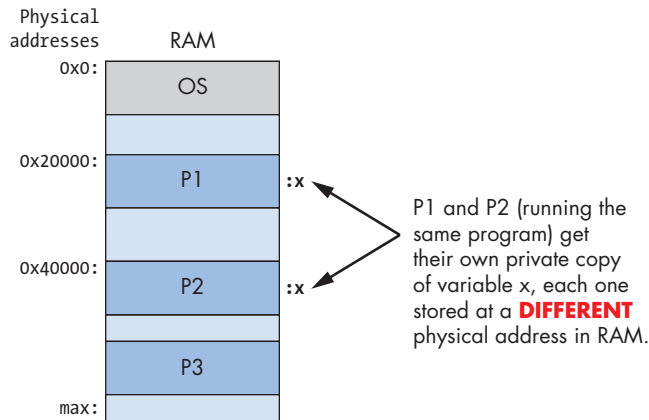 Physical
addresses
RAM
0x0:
OS
0x20000:
P1
:x
0x40000:
P2
:x
P3
max:
P1 and P2 (running the
same program) get
their own private copy
of variable x, each one
stored at a DIFFERENT
physical address in RAM.